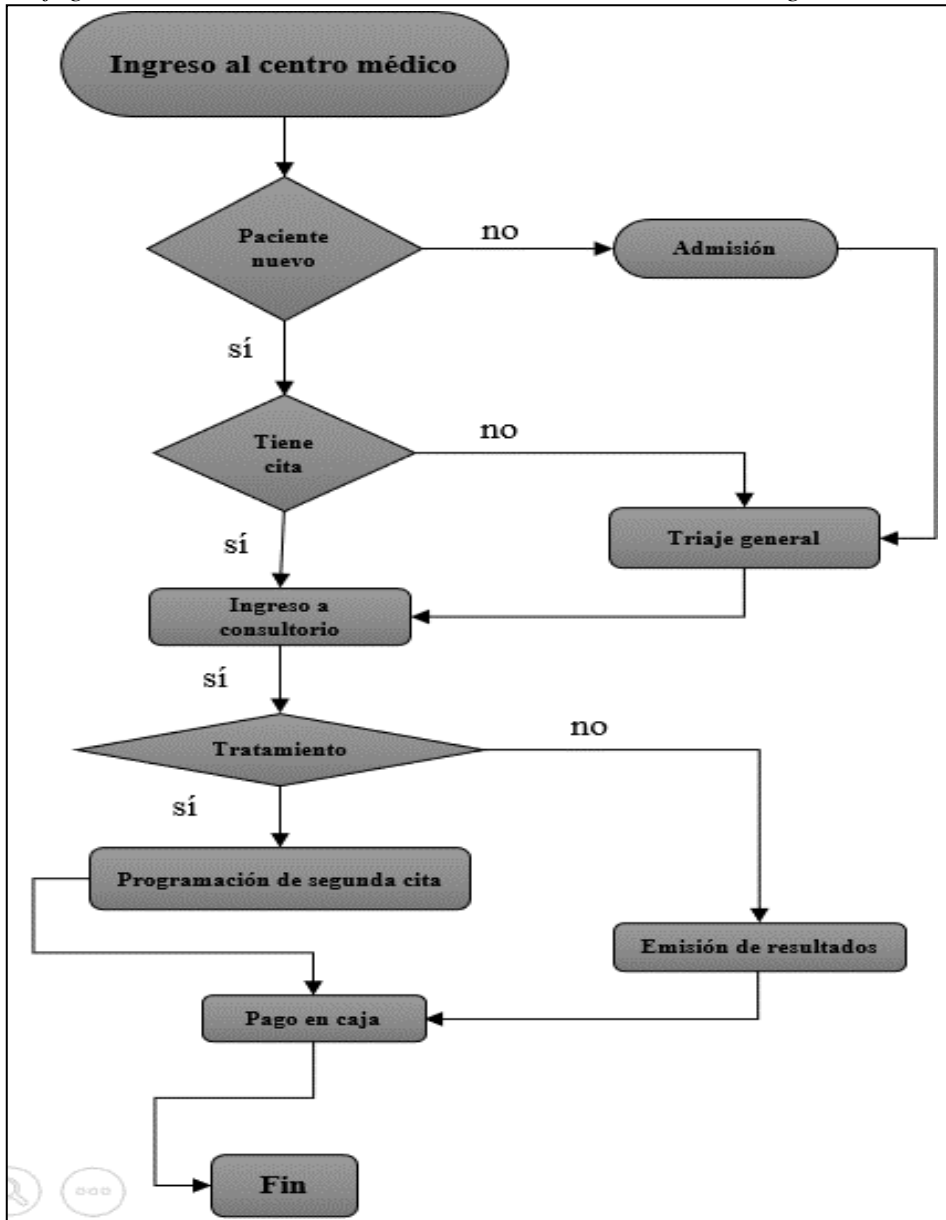 Ingreso al centro médico
Paciente
nuevo
no
Admisión
sí
Tiene
cita
no
sí
Triaje general
Ingreso a
consultorio
sí
Tratamiento
no
sí
Programación de segunda cita
Emisión de resultados
Pago en caja
Fin